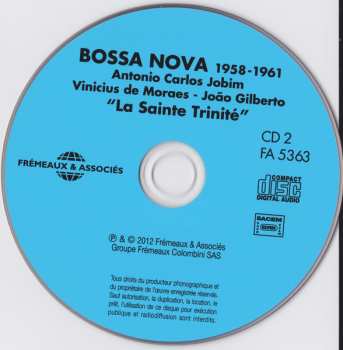 BOSSA NOVA 1958-1961
Antonio Carlos Jobim
Vinicius de Moraes - João Gilberto
"La Sainte Trinité"
CD 2
FA 5363
FRÉMEAUX & ASSOCIÉS
COMPACT
disc
DIGITAL AUDIO
SACEM
℗ & © 2012 Frémeaux & Associés
Groupe Frémeaux Colombini SAS
Tous droits du producteur phonographique et
du propriétaire de l'œuvre enregistrée réservés.
Sauf autorisation, la duplication, la location, le
prêt, l'utilisation de ce disque pour exécution
publique et radiodiffusion sont interdits.